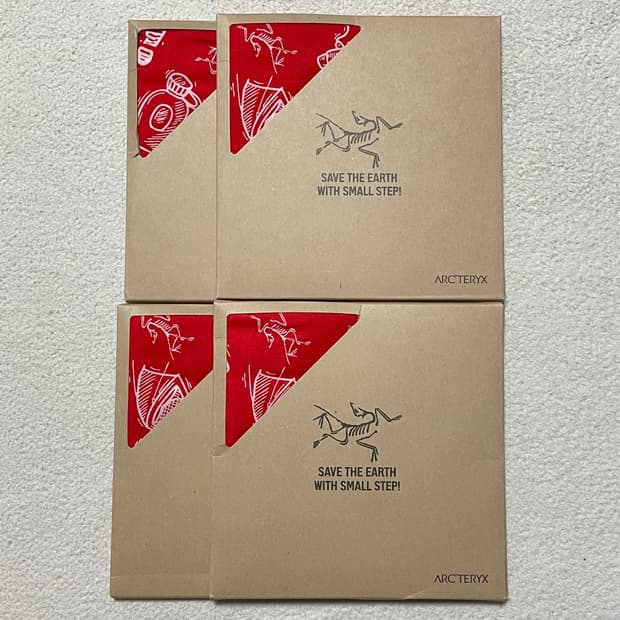 SAVE THE EARTH
WITH SMALL STEP!
ARC'TERYX
SAVE THE EARTH
WITH SMALL STEP!
ARC'TERYX